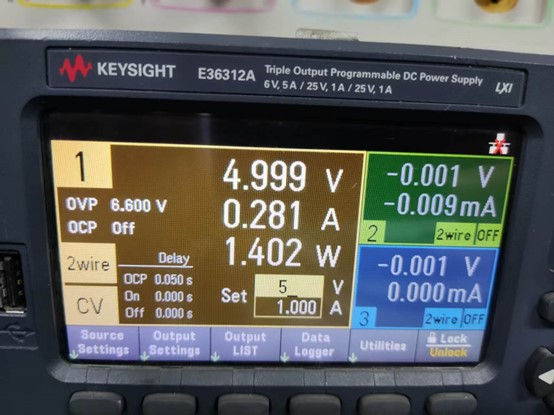 KEYSIGHT E36312A Triple Output Programmable DC Power Supply
6V, 5A / 25V, 1A / 25V, 1A LXI
1
4.999 V
OVP 6.600 V
0.281 A
OCP Off
1.402 W
2wire
CV
Delay
OCP 0.050 s
On 0.000 s
Off 0.000 s
Set 5_ V
1.000 A
-0.001 V
-0.009 mA
2 2wire OFF
-0.001 V
0.000 mA
3 2wire OFF
Source Settings
Output Settings
Output LIST
Data Logger
Utilities
Lock Unlock